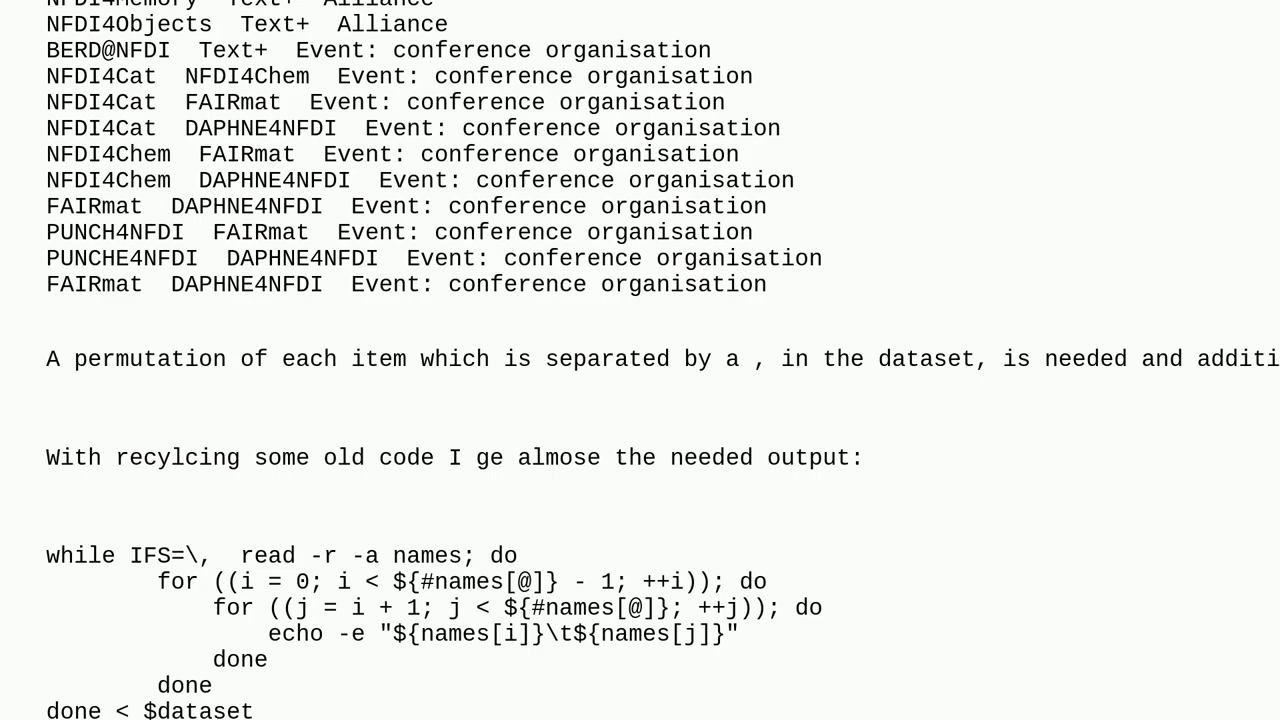 NFDI4Memory  Text+  Alliance
NFDI4Objects  Text+  Alliance
BERD@NFDI  Text+  Event: conference organisation
NFDI4Cat  NFDI4Chem  Event: conference organisation
NFDI4Cat  FAIRmat  Event: conference organisation
NFDI4Cat  DAPHNE4NFDI  Event: conference organisation
NFDI4Chem  FAIRmat  Event: conference organisation
NFDI4Chem  DAPHNE4NFDI  Event: conference organisation
FAIRmat  DAPHNE4NFDI  Event: conference organisation
PUNCH4NFDI  FAIRmat  Event: conference organisation
PUNCHE4NFDI  DAPHNE4NFDI  Event: conference organisation
FAIRmat  DAPHNE4NFDI  Event: conference organisation
A permutation of each item which is separated by a , in the dataset, is needed and additi
With recylcing some old code I ge almose the needed output:
while IFS=\,  read -r -a names; do
        for ((i = 0; i < ${#names[@]} - 1; ++i)); do
            for ((j = i + 1; j < ${#names[@]}; ++j)); do
                echo -e "${names[i]}\t${names[j]}"
            done
        done
done < $dataset